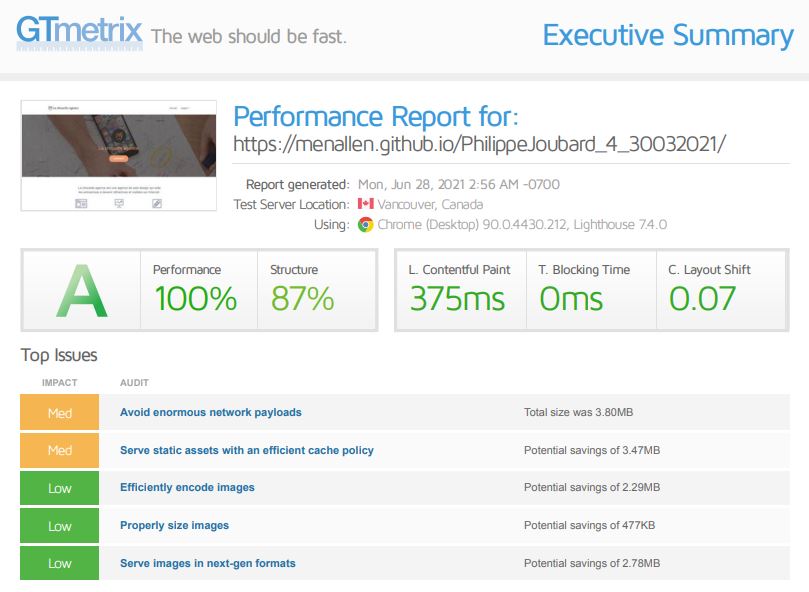 GTmetrix The web should be fast.
Executive Summary
Performance Report for:
https://menallen.github.io/PhilippeJoubard_4_30032021/
Report generated: Mon, Jun 28, 2021 2:56 AM -0700
Test Server Location: Vancouver, Canada
Using: Chrome (Desktop) 90.0.4430.212, Lighthouse 7.4.0
A
Performance
100%
Structure
87%
L. Contentful Paint
375ms
T. Blocking Time
0ms
C. Layout Shift
0.07
Top Issues
IMPACT AUDIT
Med Avoid enormous network payloads Total size was 3.80MB
Med Serve static assets with an efficient cache policy Potential savings of 3.47MB
Low Efficiently encode images Potential savings of 2.29MB
Low Properly size images Potential savings of 477KB
Low Serve images in next-gen formats Potential savings of 2.78MB